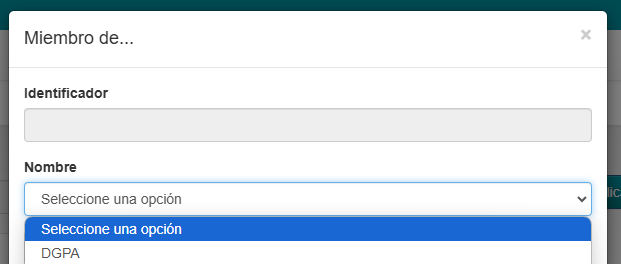 Miembro de...
×
Identificador
Nombre
Seleccione una opción
Seleccione una opción
DGPA